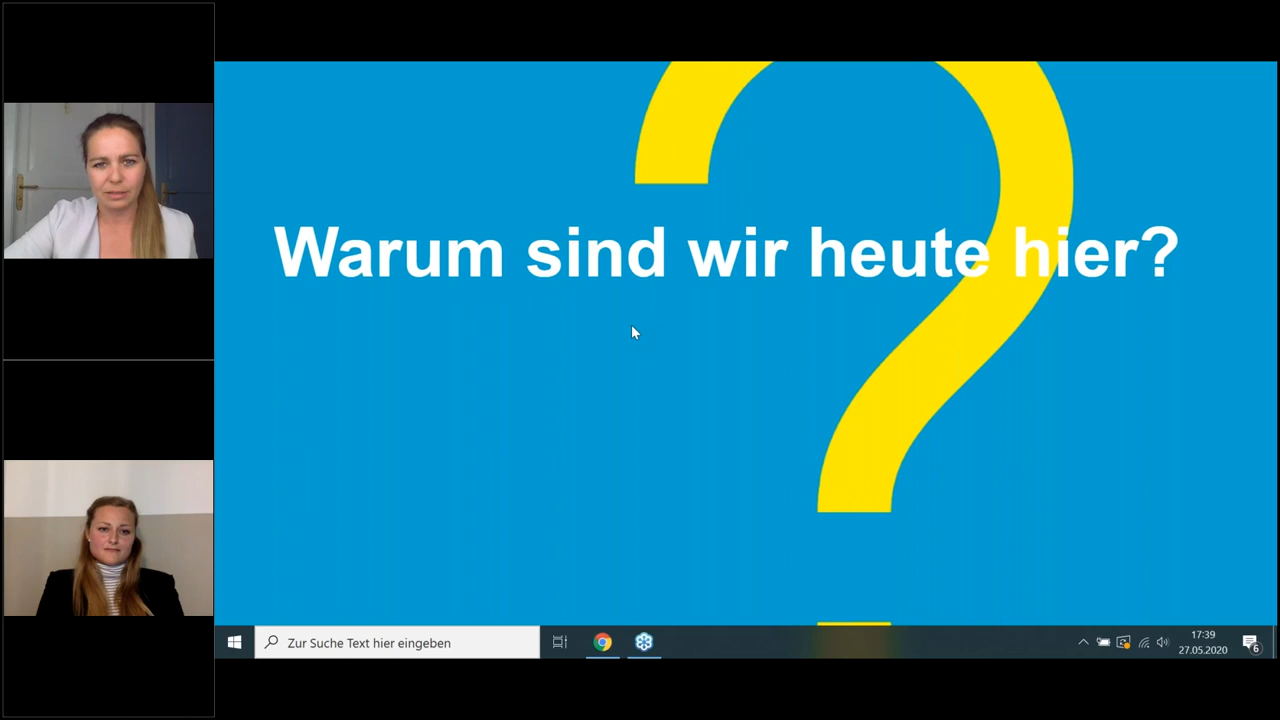 Warum sind wir heute hier?
Zur Suche Text hier eingeben
17:39
27.05.2020
6